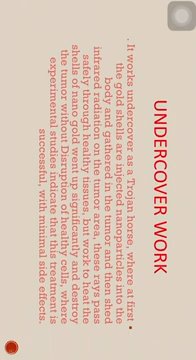 UNDERCOVER WORK
• It works undercover as a Trojan horse, where at first
the gold shells are injected nanoparticles into the
body and gathered in the tumor and then shed
infrared radiation on the tumor area, these rays pass
safely through healthy tissues, but work to heat the
shells of nano gold went up significantly and destroy
the tumor without Disruption of healthy cells, where
experimental studies indicate that this treatment is
successful, with minimal side effects.